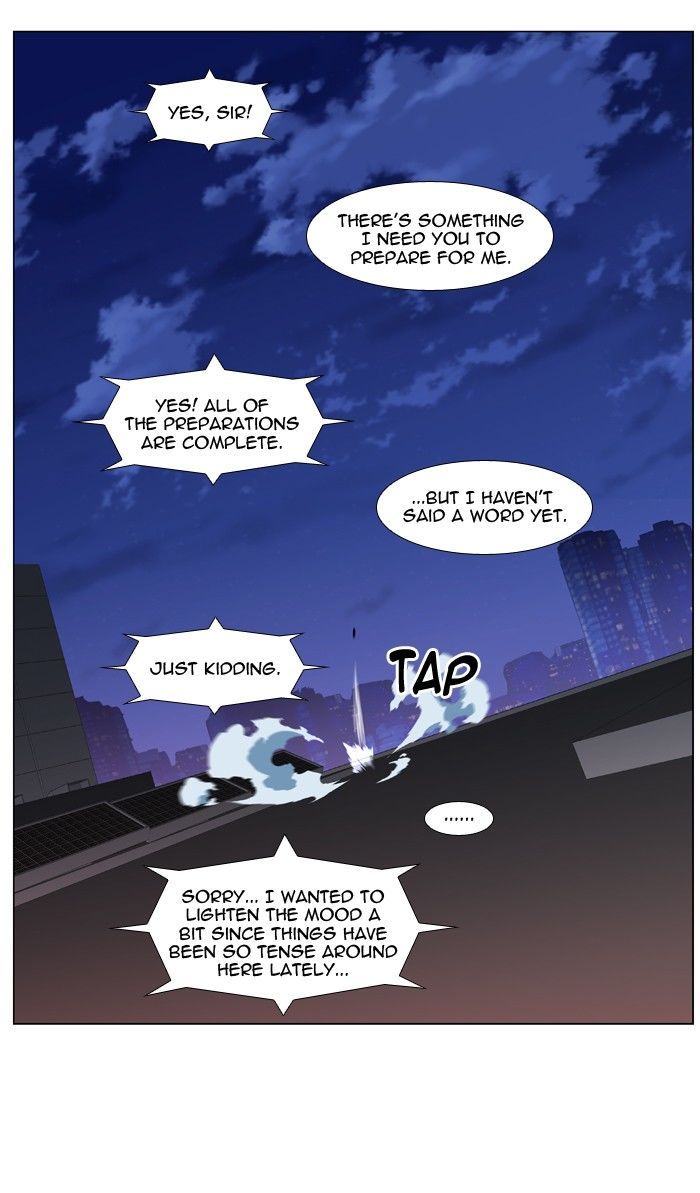 YES, SIR!
THERE'S SOMETHING
I NEED YOU TO
PREPARE FOR ME.
YES! ALL OF
THE PREPARATIONS
ARE COMPLETE.
...BUT I HAVEN'T
SAID A WORD YET.
JUST KIDDING.
TAP
......
SORRY... I WANTED TO
LIGHTEN THE MOOD A
BIT SINCE THINGS HAVE
BEEN SO TENSE AROUND
HERE LATELY...